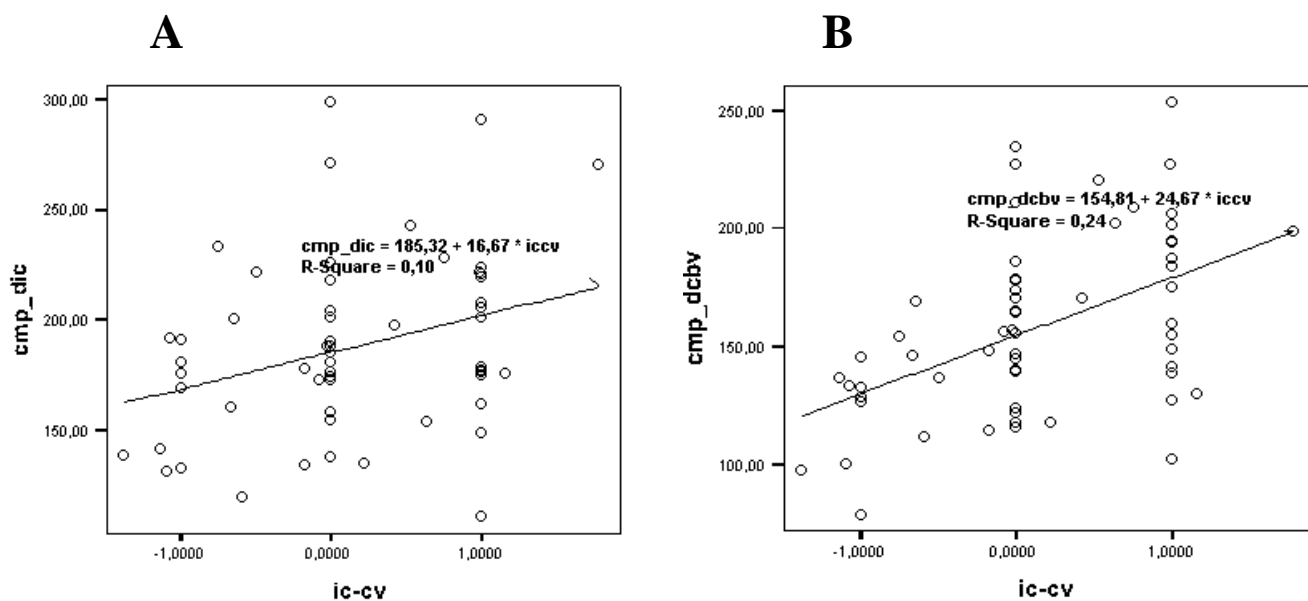 A
300,00
250,00
200,00
150,00
cmp_dic
cmp_dic = 185,32 + 16,67 * iccv
R-Square = 0,10
-1,0000
0,0000
1,0000
ic-cv
B
250,00
200,00
150,00
100,00
cmp_dcbv
cmp_dcbv = 154,81 + 24,67 * iccv
R-Square = 0,24
-1,0000
0,0000
1,0000
ic-cv